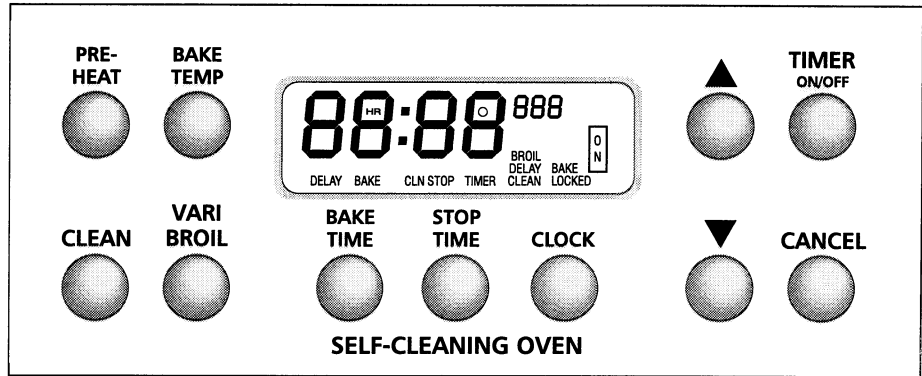 PRE-
HEAT
BAKE
TEMP
88:88
HR
888
O
N
BROIL
DELAY
CLEAN
BAKE
LOCKED
DELAY BAKE CLN STOP TIMER
▲
TIMER
ON/OFF
CLEAN
VARI
BROIL
BAKE
TIME
STOP
TIME
CLOCK
▼
CANCEL
SELF-CLEANING OVEN